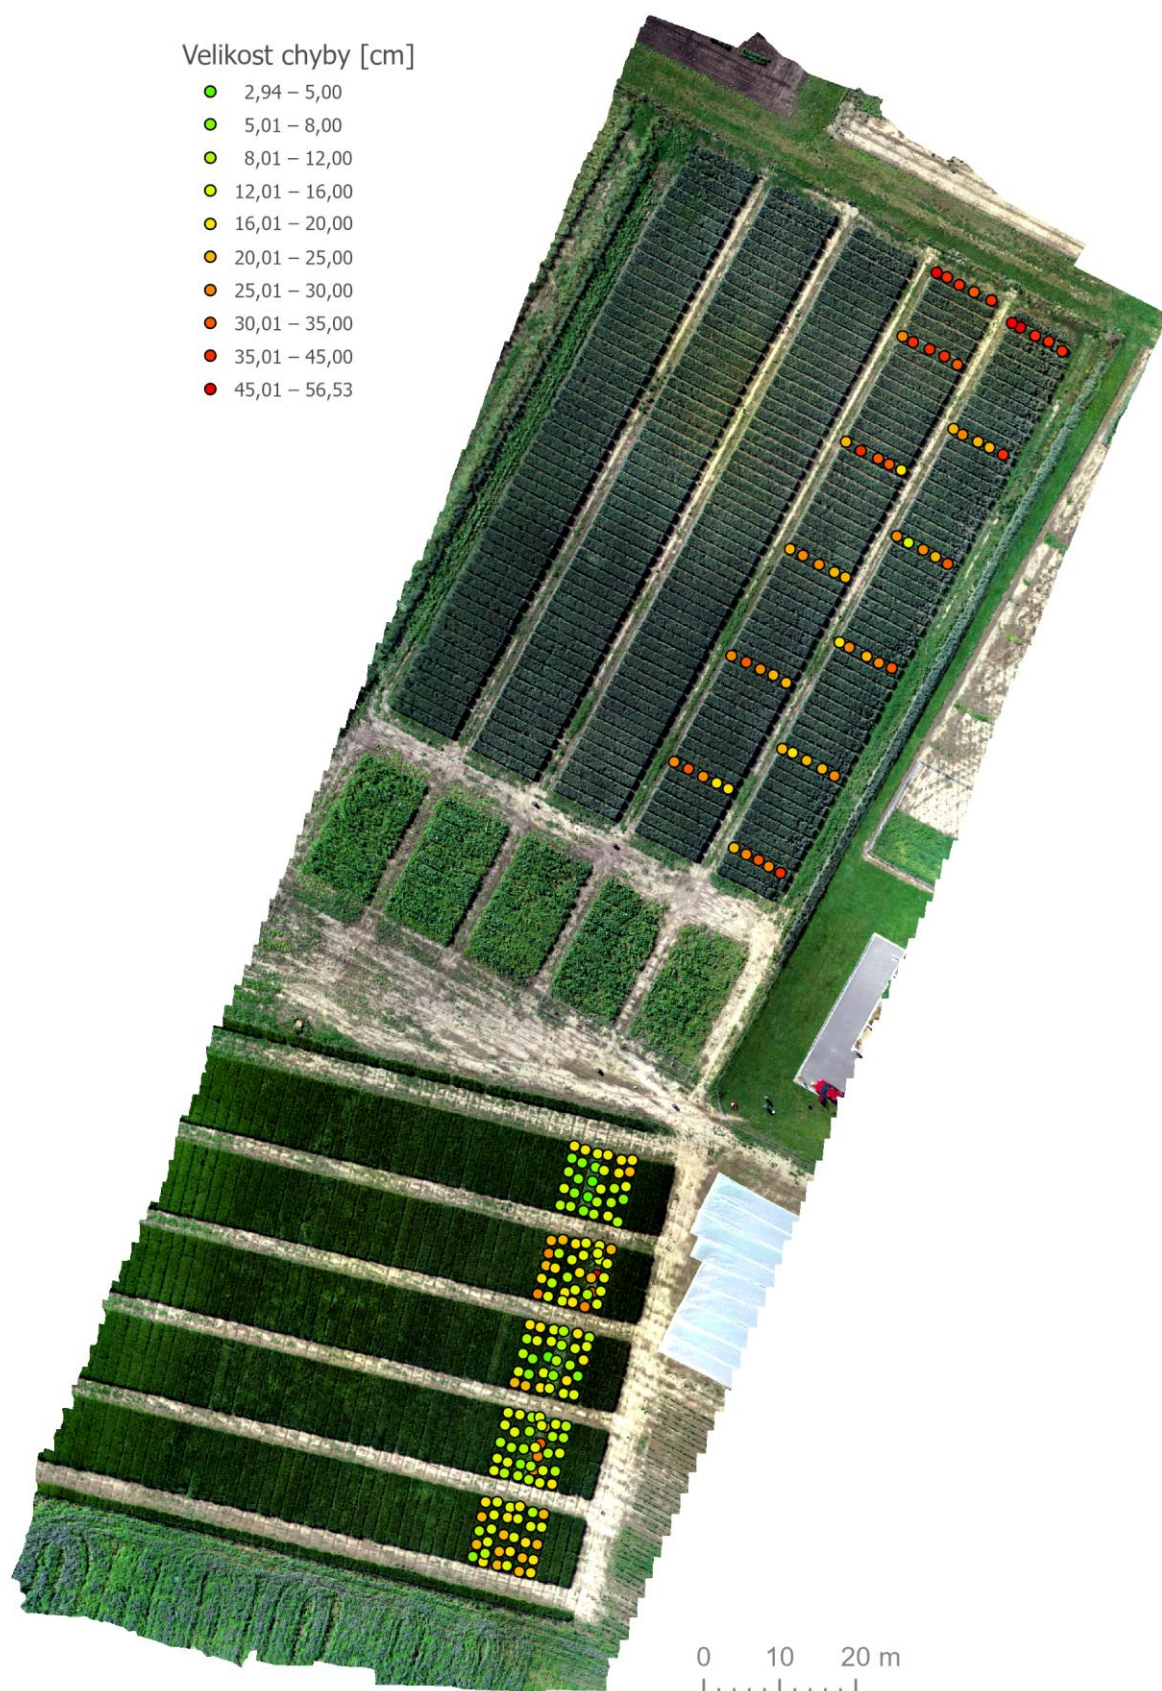 Velikost chyby [cm]
2,94 – 5,00
5,01 – 8,00
8,01 – 12,00
12,01 – 16,00
16,01 – 20,00
20,01 – 25,00
25,01 – 30,00
30,01 – 35,00
35,01 – 45,00
45,01 – 56,53
0 10 20 m